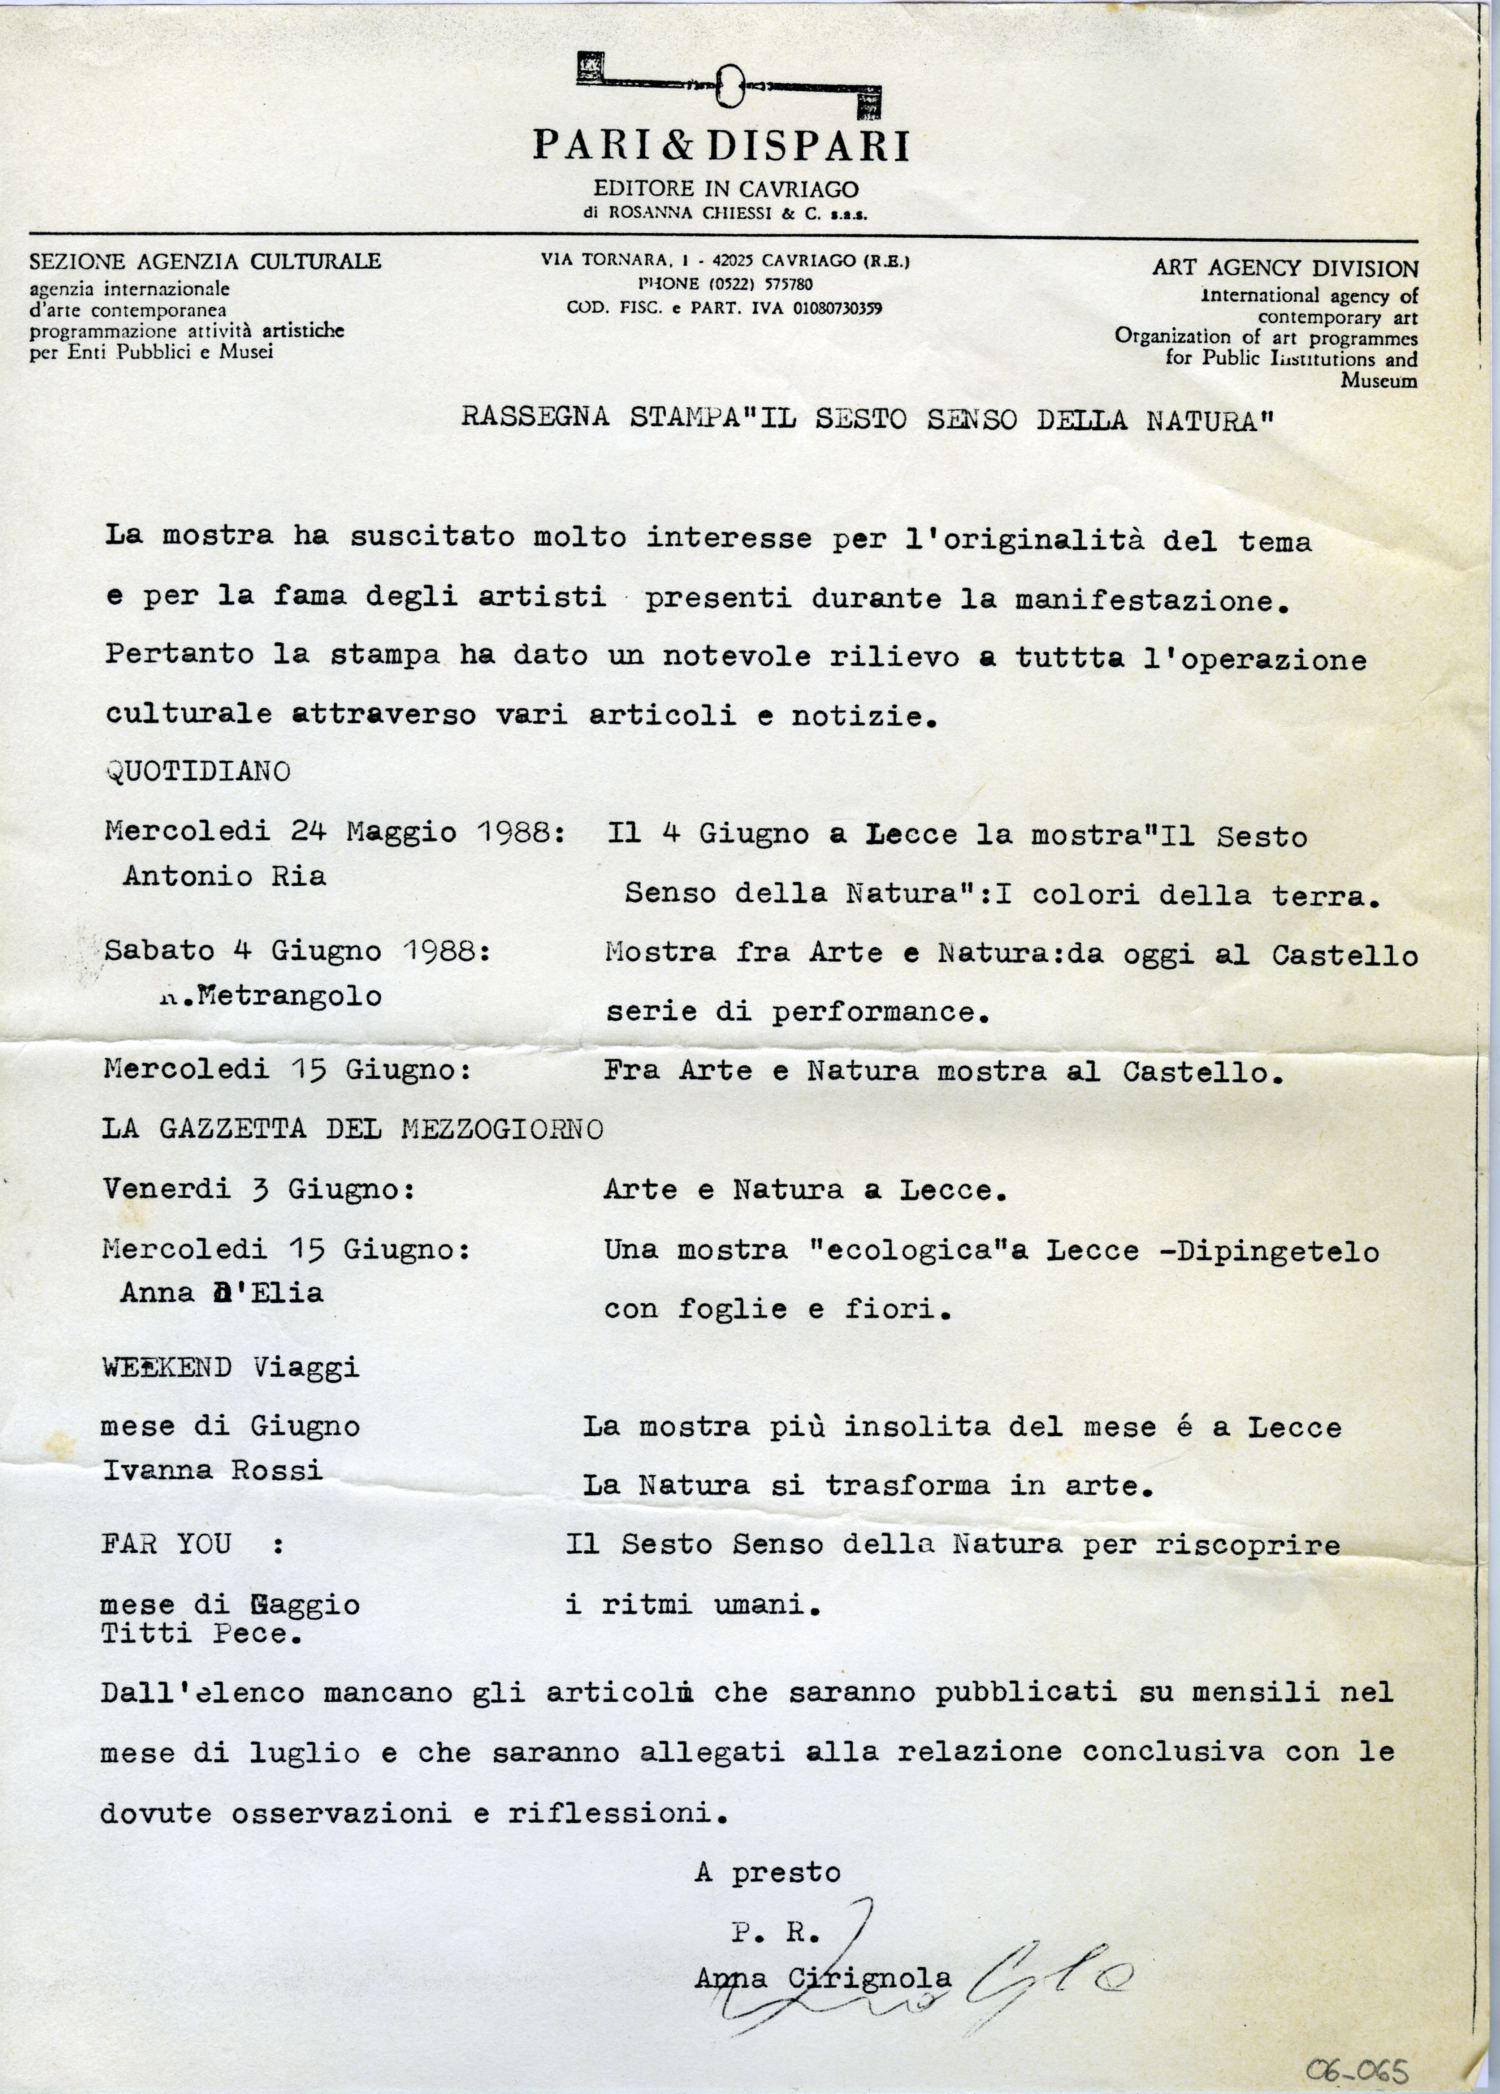 PARI & DISPARI
EDITORE IN CAVRIAGO
di ROSANNA CHIESSI & C. s.a.s.
SEZIONE AGENZIA CULTURALE
agenzia internazionale
d'arte contemporanea
programmazione attività artistiche
per Enti Pubblici e Musei
VIA TORNARA, 1 - 42025 CAVRIAGO (R.E.)
PHONE (0522) 575780
COD. FISC. e PART. IVA 01080730359
ART AGENCY DIVISION
International agency of
contemporary art
Organization of art programmes
for Public Institutions and
Museum
RASSEGNA STAMPA"IL SESTO SENSO DELLA NATURA"
La mostra ha suscitato molto interesse per l'originalità del tema
e per la fama degli artisti presenti durante la manifestazione.
Pertanto la stampa ha dato un notevole rilievo a tuttta l'operazione
culturale attraverso vari articoli e notizie.
QUOTIDIANO
Mercoledi 24 Maggio 1988: Il 4 Giugno a Lecce la mostra"Il Sesto
Antonio Ria
Senso della Natura":I colori della terra.
Sabato 4 Giugno 1988: Mostra fra Arte e Natura:da oggi al Castello
.Metrangolo
serie di performance.
Mercoledi 15 Giugno: Fra Arte e Natura mostra al Castello.
LA GAZZETTA DEL MEZZOGIORNO
Venerdi 3 Giugno: Arte e Natura a Lecce.
Mercoledi 15 Giugno: Una mostra "ecologica"a Lecce -Dipingetelo
Anna D'Elia
con foglie e fiori.
WEEKEND Viaggi
mese di Giugno La mostra più insolita del mese é a Lecce
Ivanna Rossi
La Natura si trasforma in arte.
FAR YOU : Il Sesto Senso della Natura per riscoprire
mese di Maggio i ritmi umani.
Titti Pece.
Dall'elenco mancano gli articoli che saranno pubblicati su mensili nel
mese di luglio e che saranno allegati alla relazione conclusiva con le
dovute osservazioni e riflessioni.
A presto
P. R.
Anna Cirignola
06-065